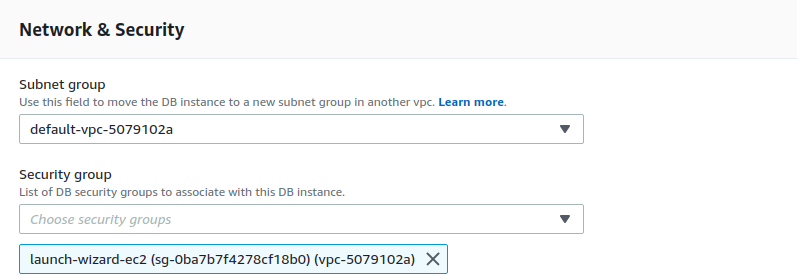 Network & Security
Subnet group
Use this field to move the DB instance to a new subnet group in another vpc. Learn more.
default-vpc-5079102a
Security group
List of DB security groups to associate with this DB instance.
Choose security groups
launch-wizard-ec2 (sg-0ba7b7f4278cf18b0) (vpc-5079102a)